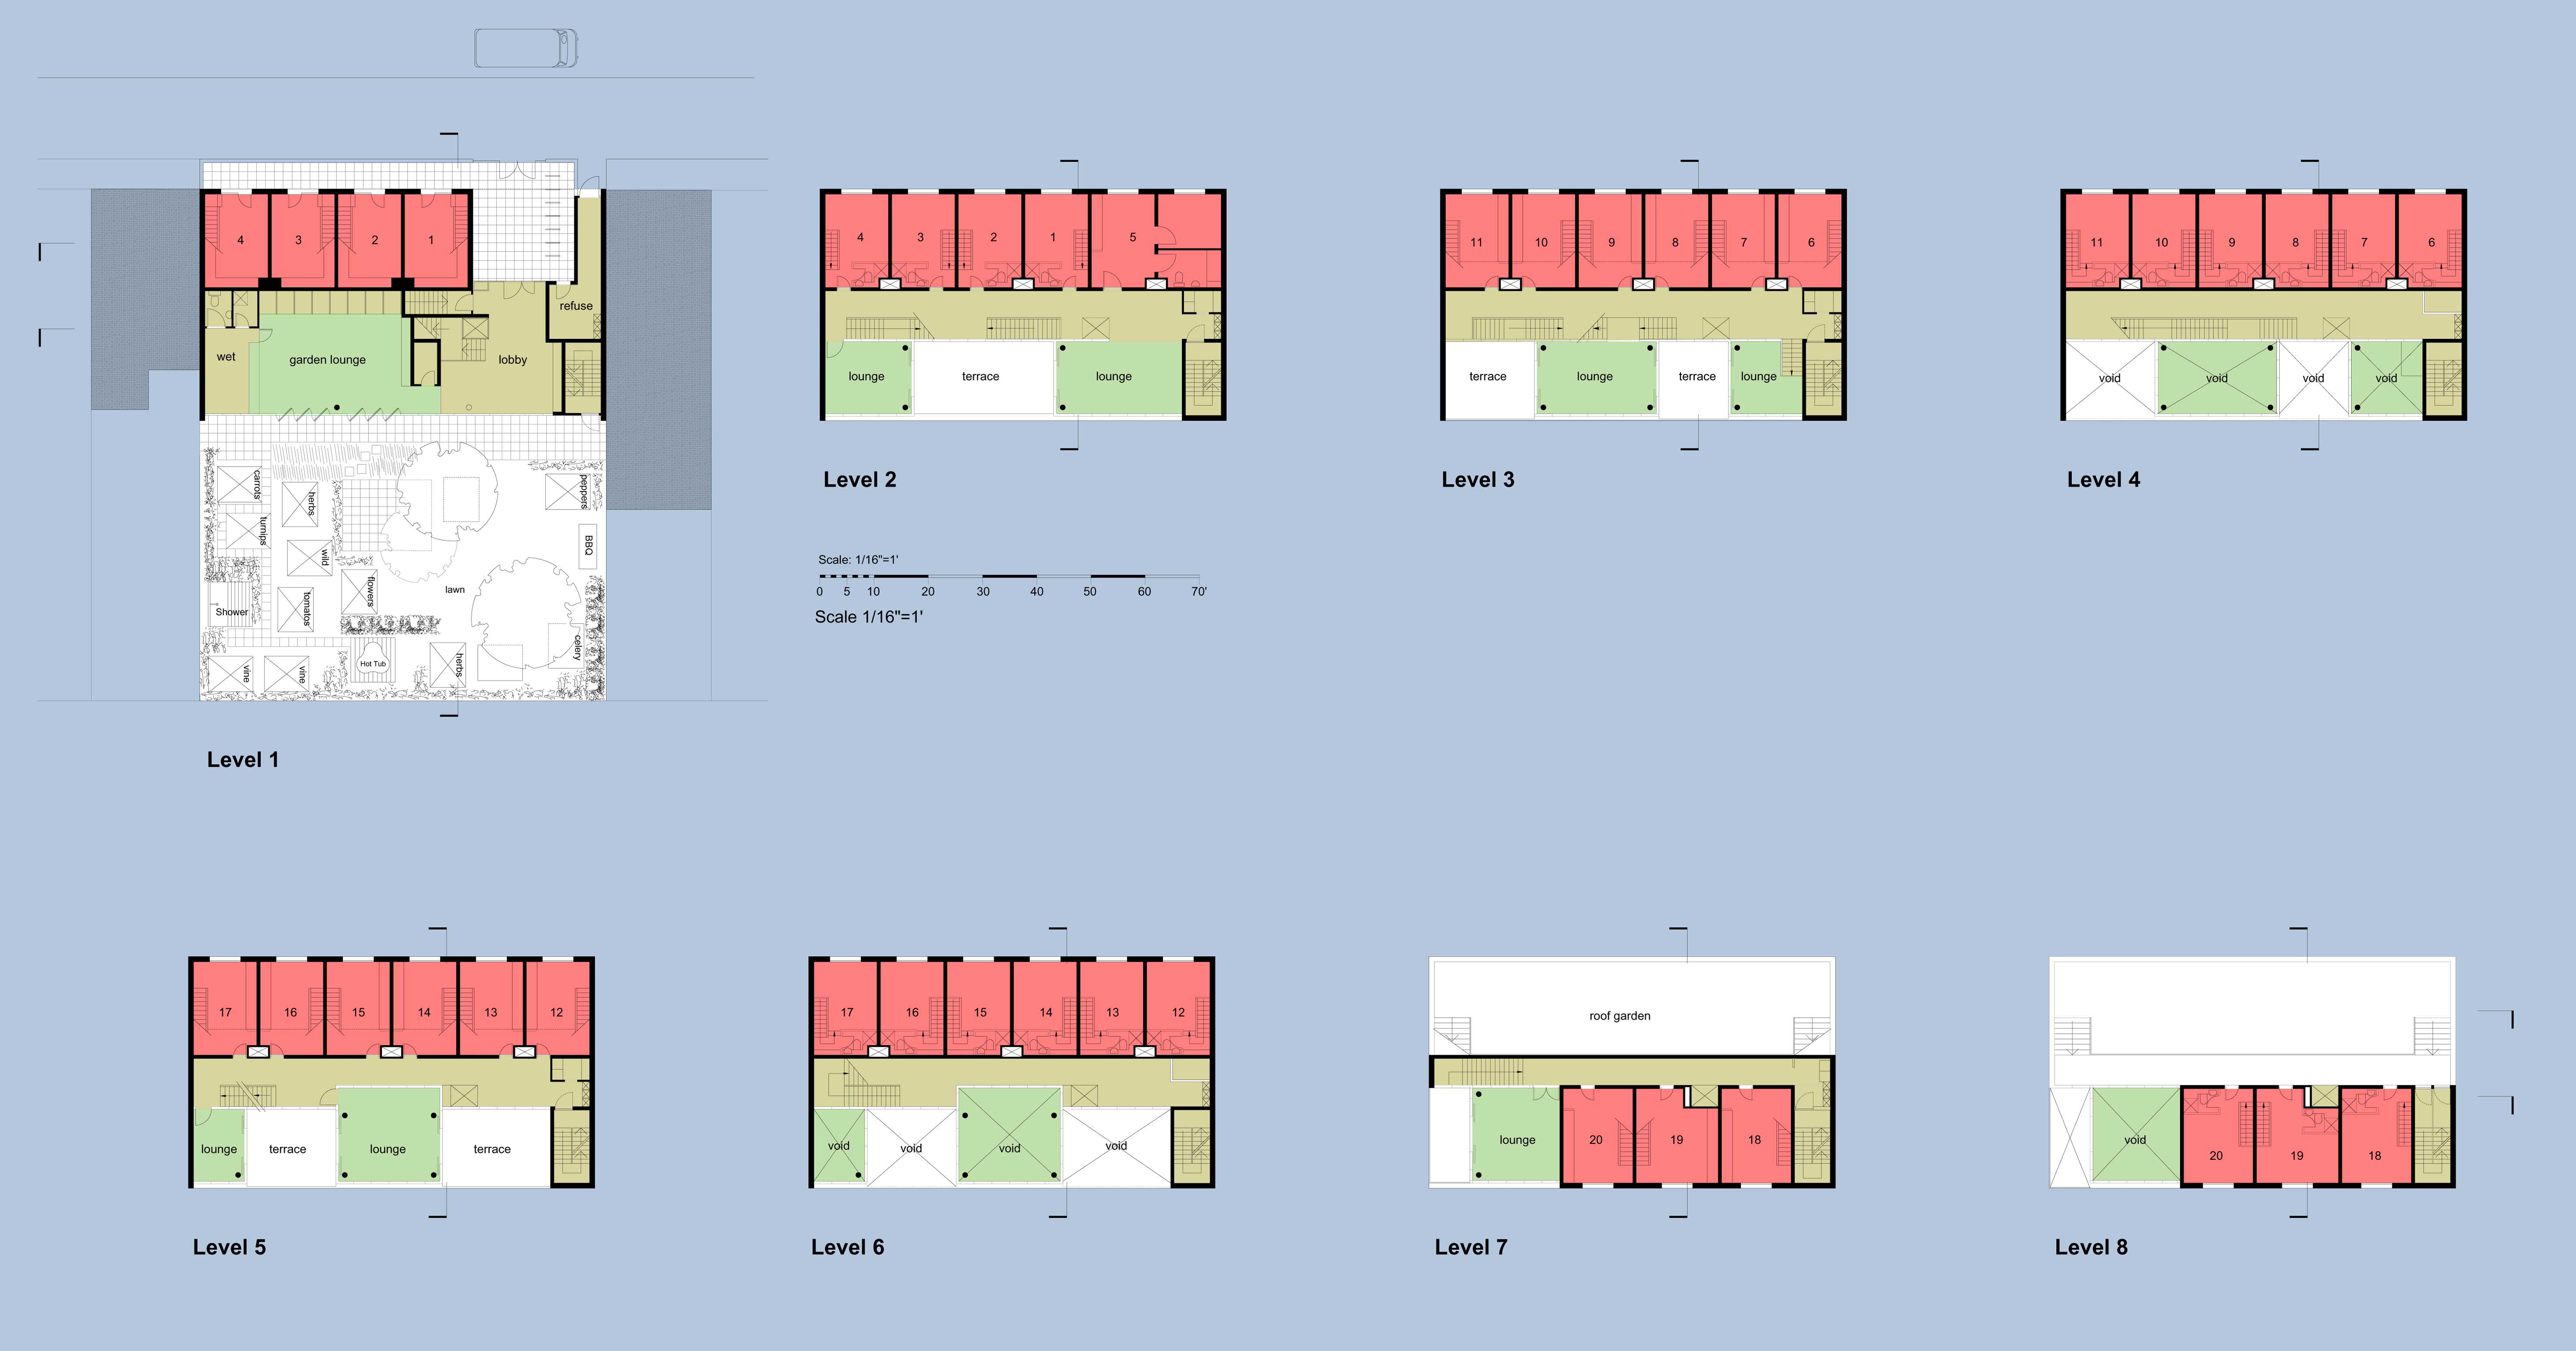 4 3 2 1
refuse
wet
garden lounge
lobby
carrots
herbs
peppers
turnips
wild
BBQ
flowers
lawn
tomatos
Shower
celery
vine
vine
Hot Tub
herbs
Level 1
4 3 2 1 5
lounge terrace lounge
Level 2
Scale: 1/16"=1'
0 5 10 20 30 40 50 60 70'
Scale 1/16"=1'
11 10 9 8 7 6
terrace lounge terrace lounge
Level 3
11 10 9 8 7 6
void void void void
Level 4
17 16 15 14 13 12
lounge terrace lounge terrace
Level 5
17 16 15 14 13 12
void void void void
Level 6
roof garden
lounge 20 19 18
Level 7
void 20 19 18
Level 8